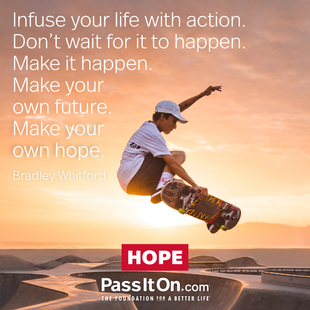 Infuse your life with action.
Don't wait for it to happen.
Make it happen.
Make your
own future.
Make your
own hope.
Bradley Whitford
HOPE
PassItOn.com
THE FOUNDATION FOR A BETTER LIFE